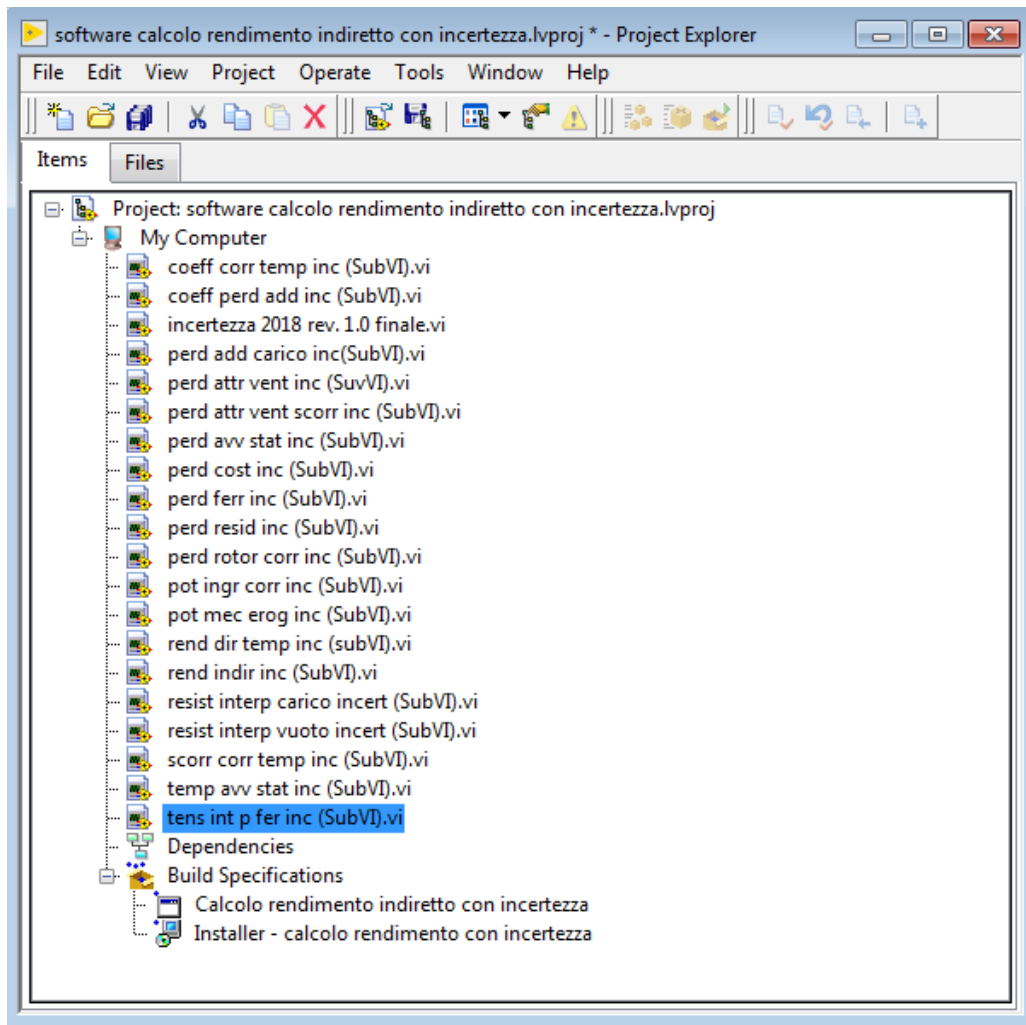 software calcolo rendimento indiretto con incertezza.lvproj * - Project Explorer
File Edit View Project Operate Tools Window Help
Items Files
Project: software calcolo rendimento indiretto con incertezza.lvproj
My Computer
coeff corr temp inc (SubVI).vi
coeff perd add inc (SubVI).vi
incertezza 2018 rev. 1.0 finale.vi
perd add carico inc(SubVI).vi
perd attr vent inc (SuvVI).vi
perd attr vent scorr inc (SubVI).vi
perd avv stat inc (SubVI).vi
perd cost inc (SubVI).vi
perd ferr inc (SubVI).vi
perd resid inc (SubVI).vi
perd rotor corr inc (SubVI).vi
pot ingr corr inc (SubVI).vi
pot mec erog inc (SubVI).vi
rend dir temp inc (subVI).vi
rend indir inc (SubVI).vi
resist interp carico incert (SubVI).vi
resist interp vuoto incert (SubVI).vi
scorr corr temp inc (SubVI).vi
temp avv stat inc (SubVI).vi
tens int p fer inc (SubVI).vi
Dependencies
Build Specifications
Calcolo rendimento indiretto con incertezza
Installer - calcolo rendimento con incertezza